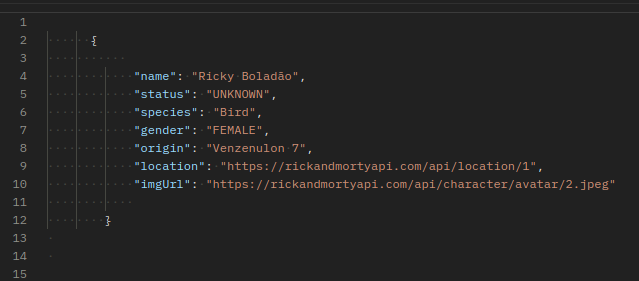 1
2 {
3
4 "name": "Ricky Boladão",
5 "status": "UNKNOWN",
6 "species": "Bird",
7 "gender": "FEMALE",
8 "origin": "Venzenulon 7",
9 "location": "https://rickandmortyapi.com/api/location/1",
10 "imgUrl": "https://rickandmortyapi.com/api/character/avatar/2.jpeg"
11
12 }
13
14
15